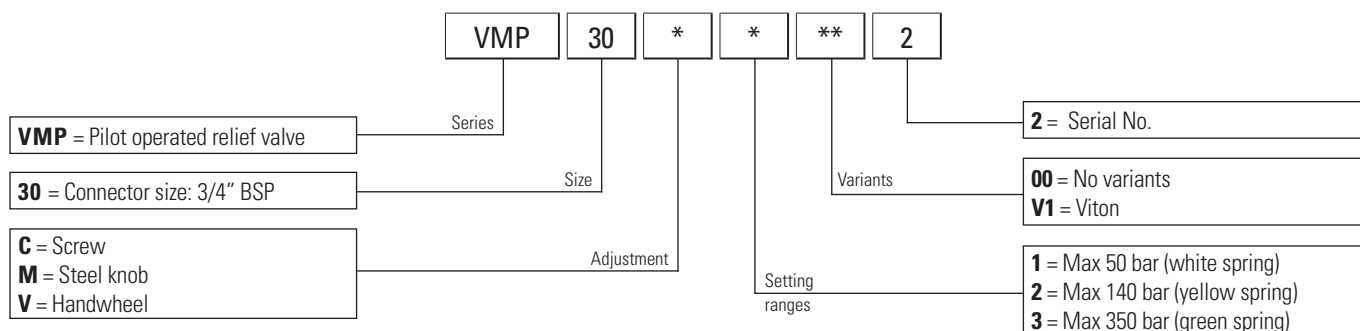 VMP 30 * * ** 2
Series
VMP = Pilot operated relief valve
Size
30 = Connector size: 3/4” BSP
Adjustment
C = Screw
M = Steel knob
V = Handwheel
2 = Serial No.
Variants
00 = No variants
V1 = Viton
Setting
ranges
1 = Max 50 bar (white spring)
2 = Max 140 bar (yellow spring)
3 = Max 350 bar (green spring)